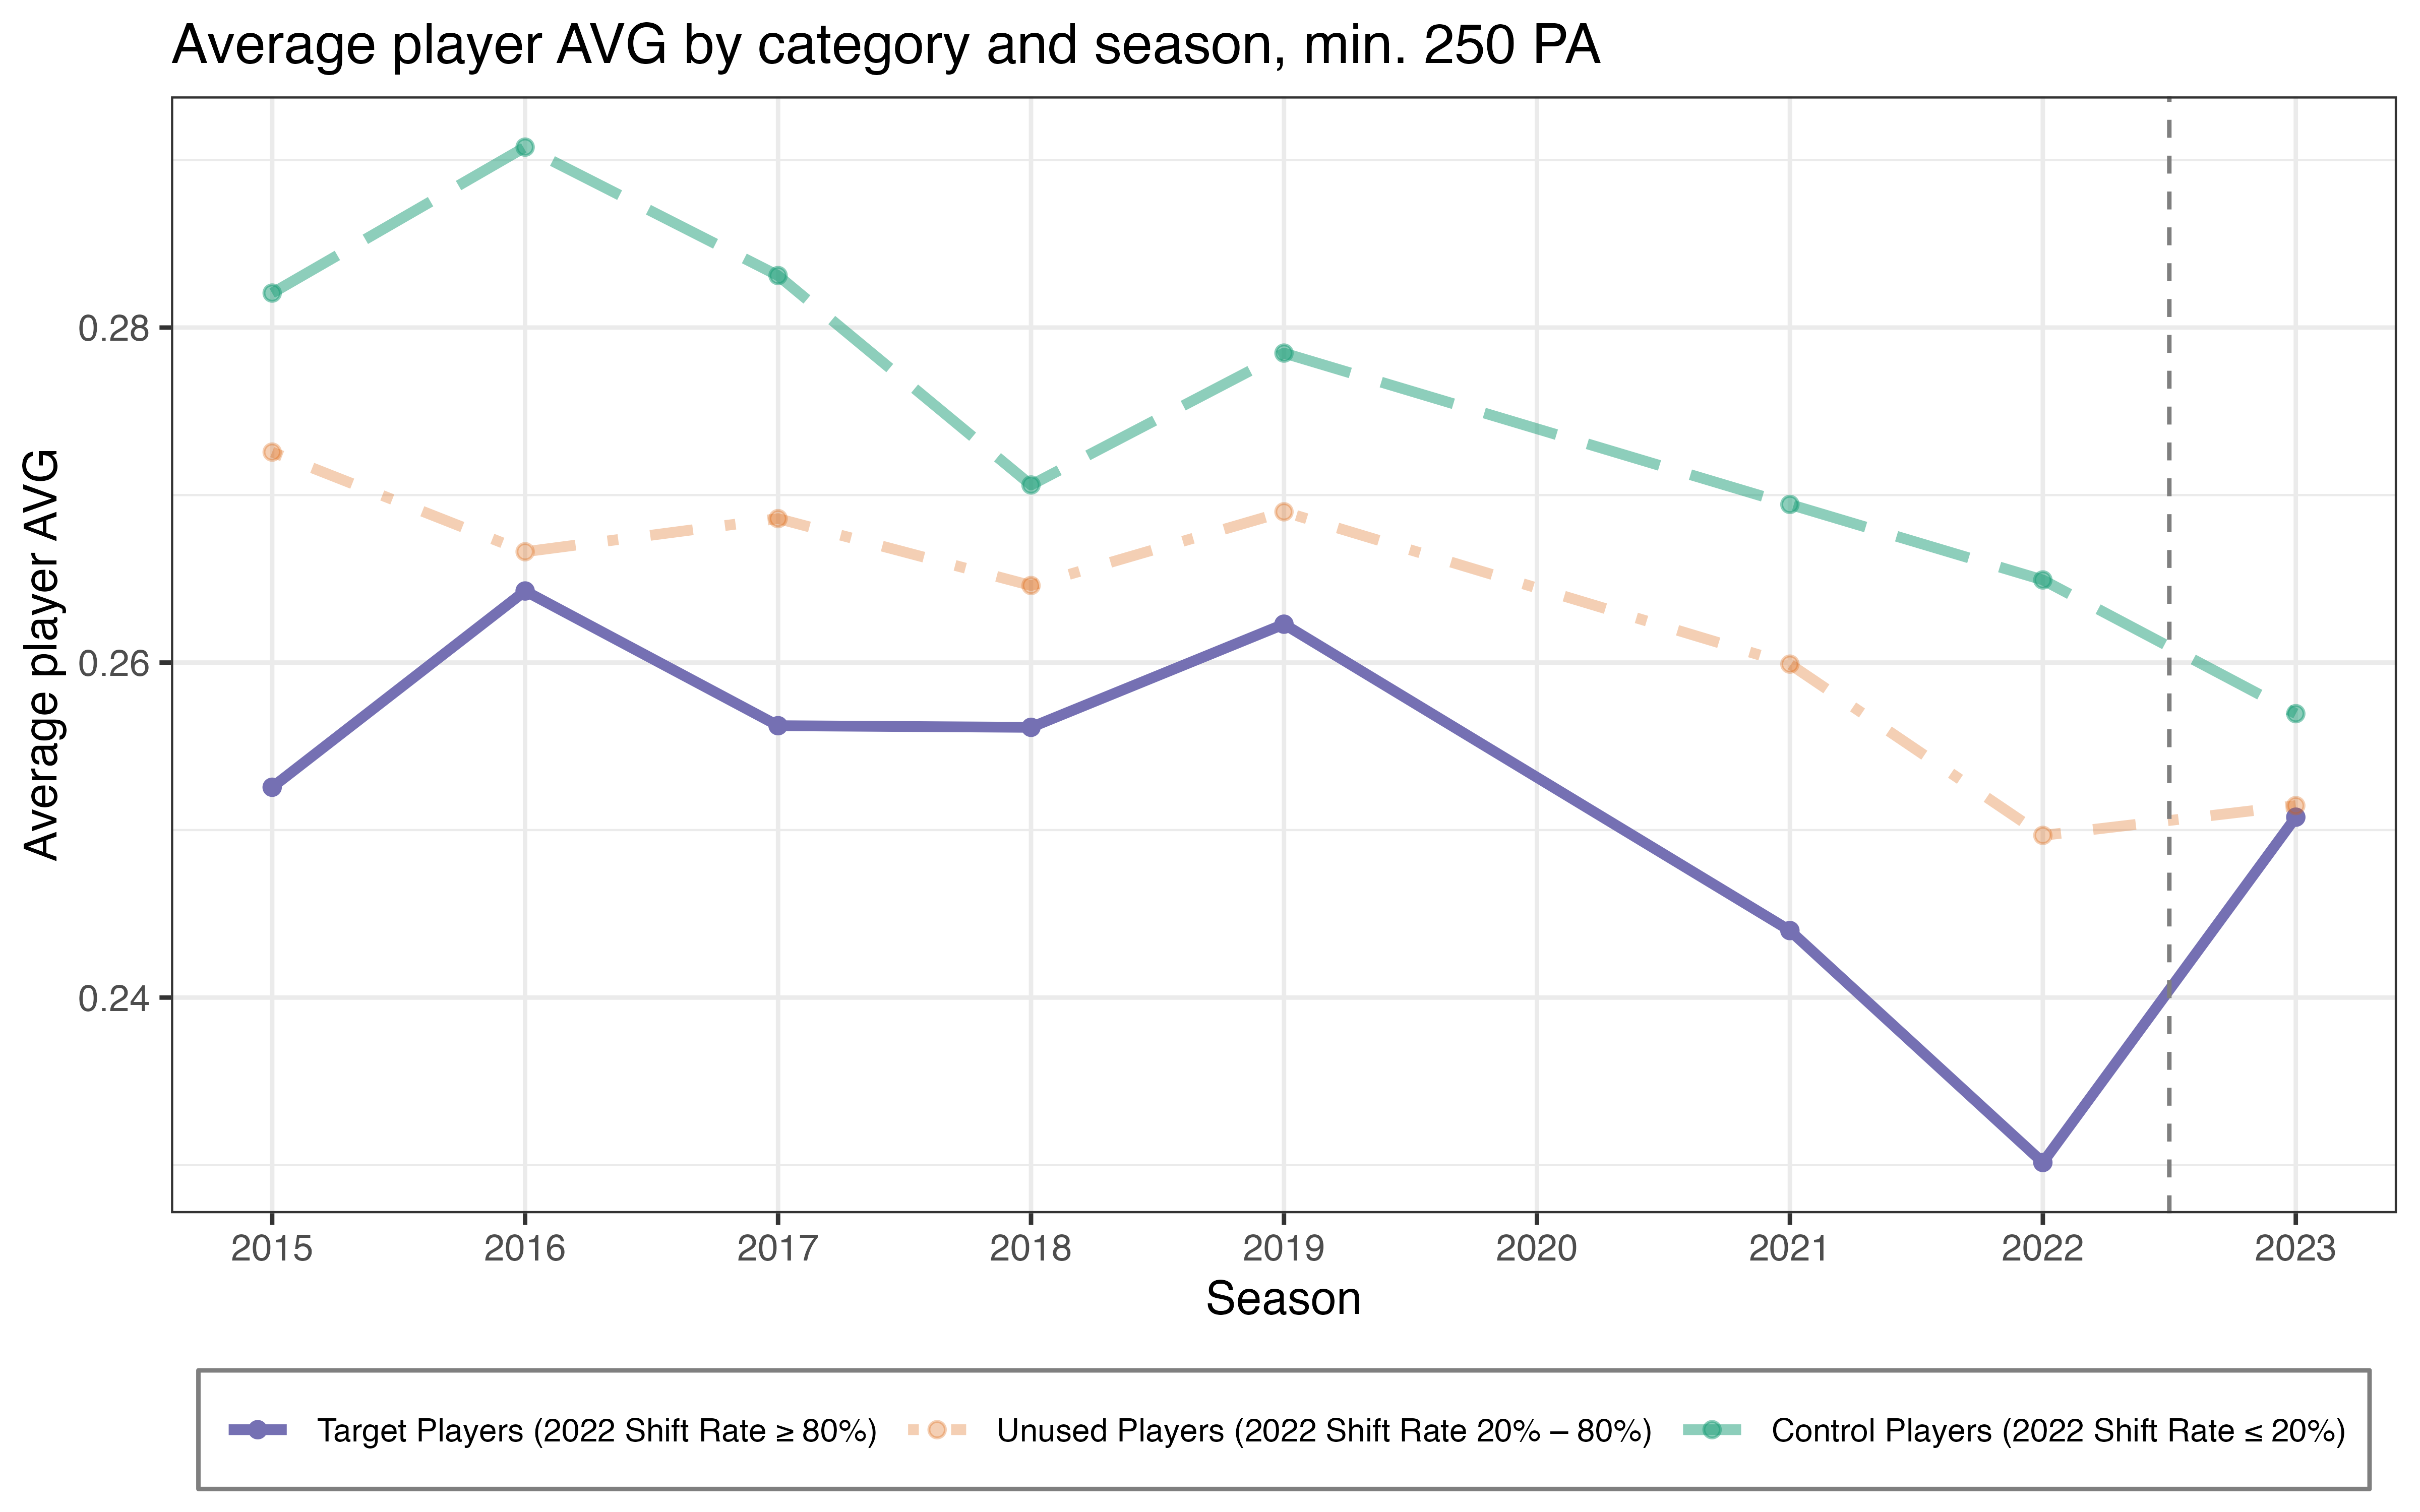 Average player AVG by category and season, min. 250 PA
Average player AVG
0.28
0.26
0.24
2015 2016 2017 2018 2019 2020 2021 2022 2023
Season
Target Players (2022 Shift Rate ≥ 80%) Unused Players (2022 Shift Rate 20% – 80%) Control Players (2022 Shift Rate ≤ 20%)